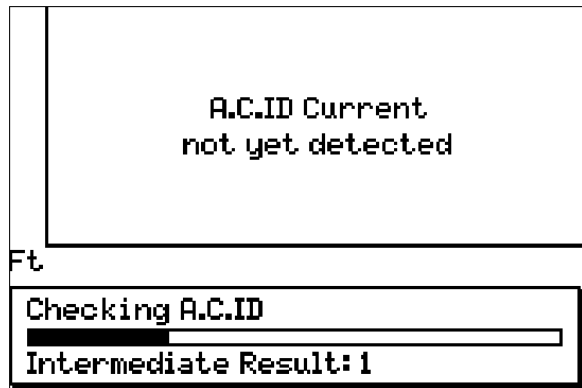 A.C.ID Current
not yet detected
Ft
Checking A.C.ID
Intermediate Result: 1